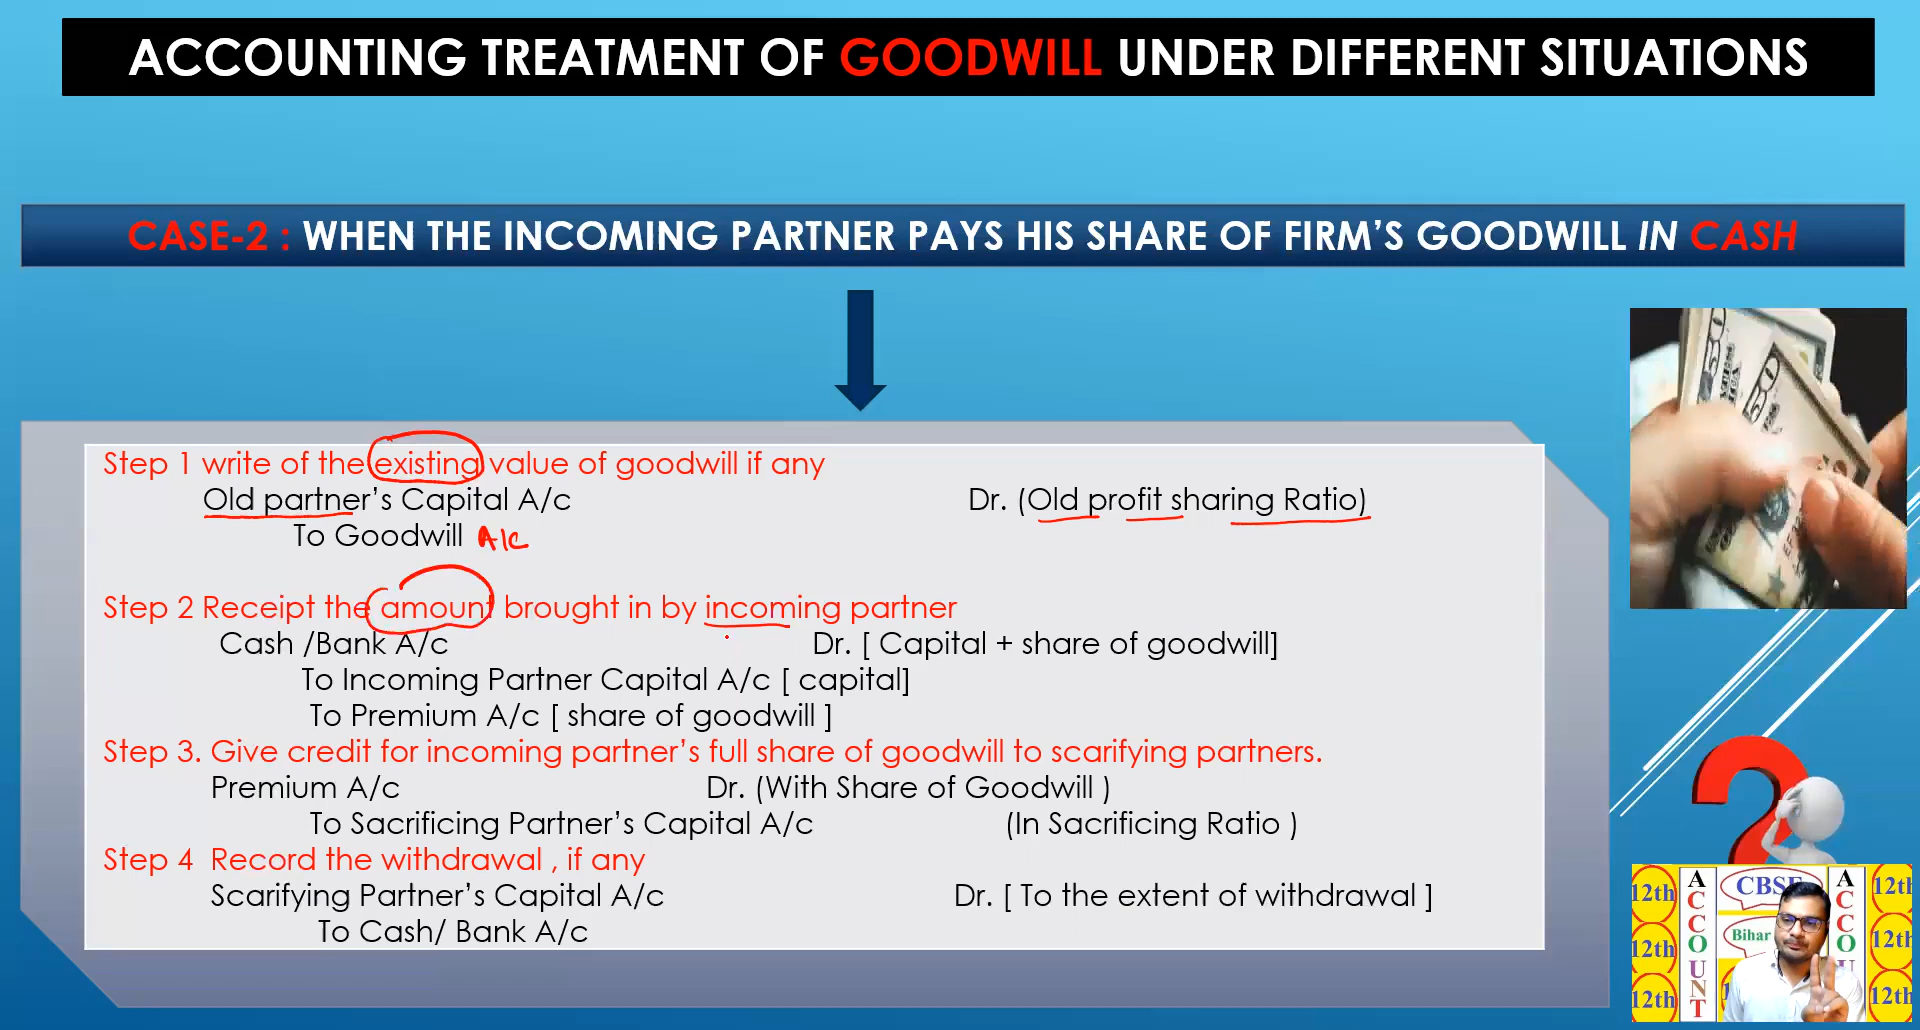 ACCOUNTING TREATMENT OF GOODWILL UNDER DIFFERENT SITUATIONS
CASE-2 : WHEN THE INCOMING PARTNER PAYS HIS SHARE OF FIRM'S GOODWILL IN CASH
Step 1 write of the existing value of goodwill if any
Old partner's Capital A/c Dr. (Old profit sharing Ratio)
To Goodwill A/c
Step 2 Receipt the amount brought in by incoming partner
Cash /Bank A/c Dr. [ Capital + share of goodwill]
To Incoming Partner Capital A/c [ capital]
To Premium A/c [ share of goodwill ]
Step 3. Give credit for incoming partner's full share of goodwill to scarifying partners.
Premium A/c Dr. (With Share of Goodwill )
To Sacrificing Partner's Capital A/c (In Sacrificing Ratio )
Step 4 Record the withdrawal , if any
Scarifying Partner's Capital A/c Dr. [ To the extent of withdrawal ]
To Cash/ Bank A/c
12th
12th
12th
ACCOUNT
CBSE
Bihar
ACCOU
12th
12th
12th
50
50